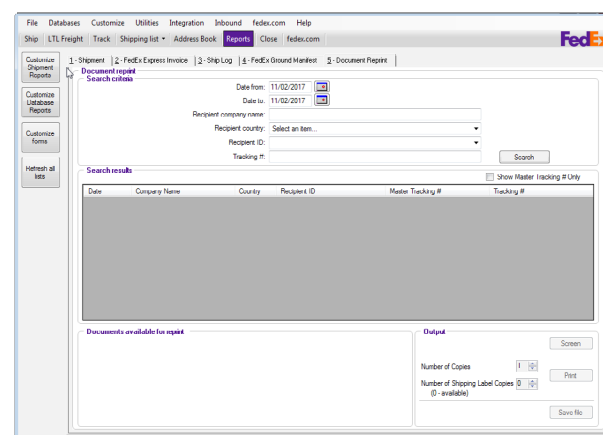 File Databases Customize Utilities Integration Inbound fedex.com Help
Ship LTL Freight Track Shipping list Address Book Reports Close fedex.com
FedEx
Customize Shipment Reports
Customize Database Reports
Customize forms
Refresh all lists
1 - Shipment 2 - FedEx Express Invoice 3 - Ship Log 4 - FedEx Ground Manifest 5 - Document Reprint
Document reprint
Search criteria
Date from: 11/02/2017
Date to: 11/02/2017
Recipient company name:
Recipient country: Select an item...
Recipient ID:
Tracking #:
Search
Search results
Show Master Tracking # Only
Date Company Name Country Recipient ID Master Tracking # Tracking #
Documents available for reprint
Output
Screen
Number of Copies 1
Print
Number of Shipping Label Copies 0
(0 - available)
Save file